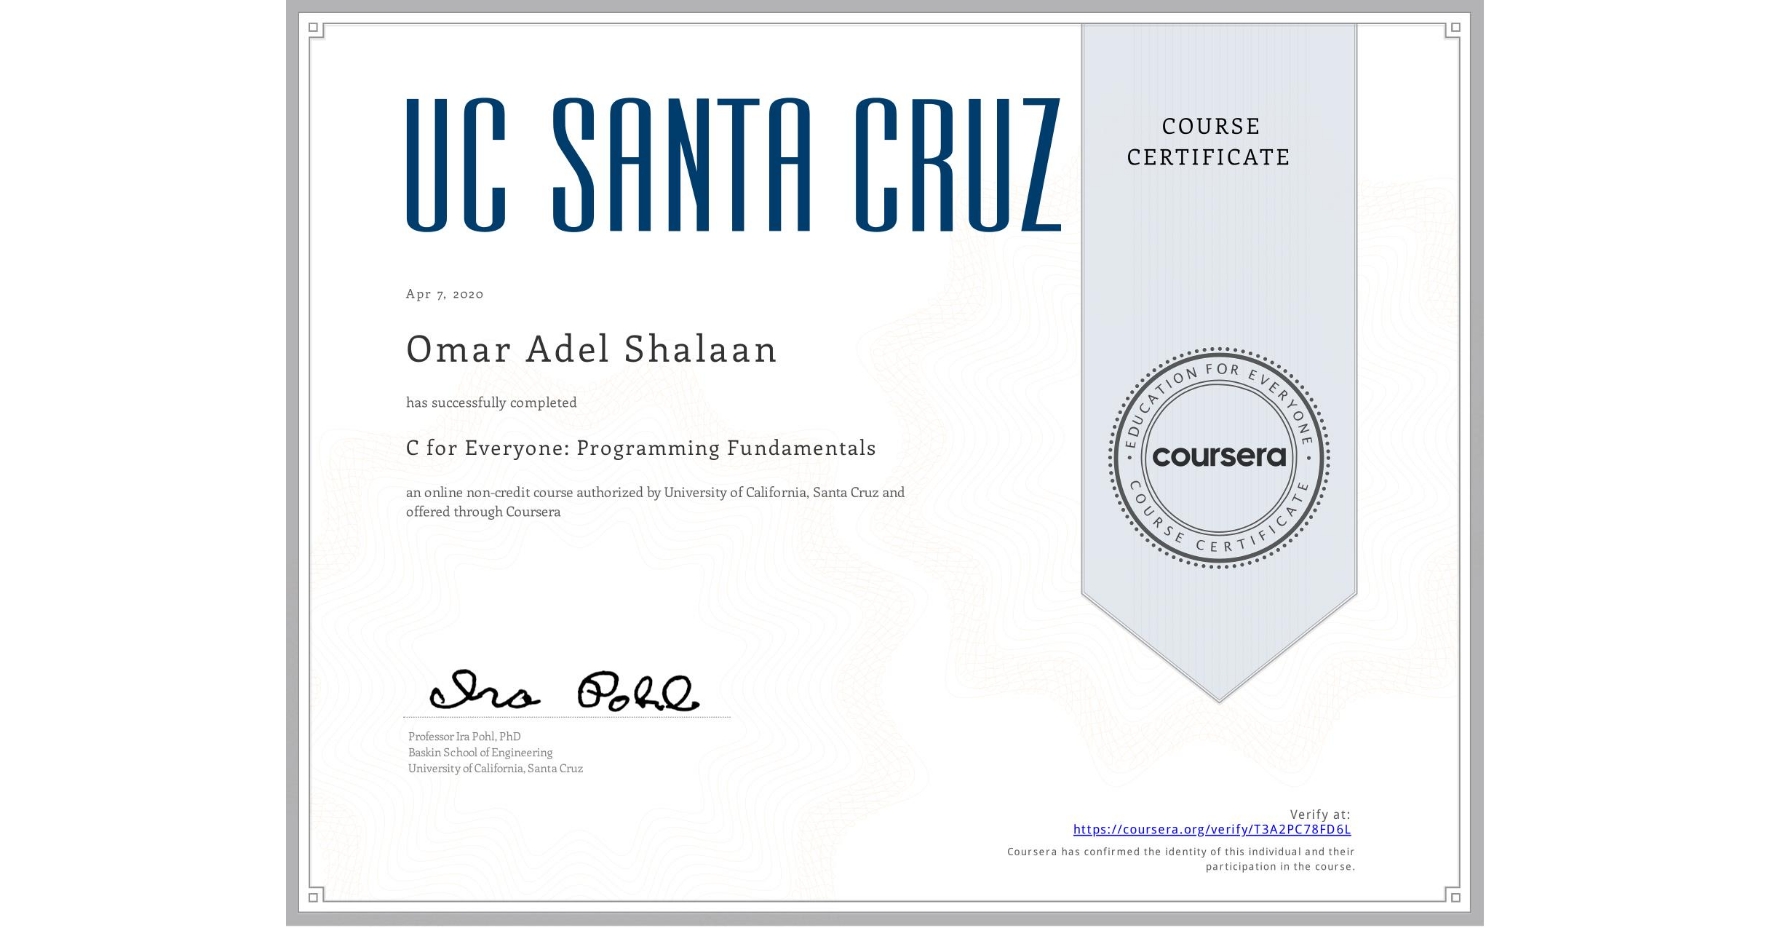 UC SANTA CRUZ
COURSE
CERTIFICATE
Apr 7, 2020
Omar Adel Shalaan
has successfully completed
C for Everyone: Programming Fundamentals
an online non-credit course authorized by University of California, Santa Cruz and
offered through Coursera
EDUCATION FOR EVERYONE
coursera
COURSE CERTIFICATE
Ira Pohl
Professor Ira Pohl, PhD
Baskin School of Engineering
University of California, Santa Cruz
Verify at:
https://coursera.org/verify/T3A2PC78FD6L
Coursera has confirmed the identity of this individual and their
participation in the course.